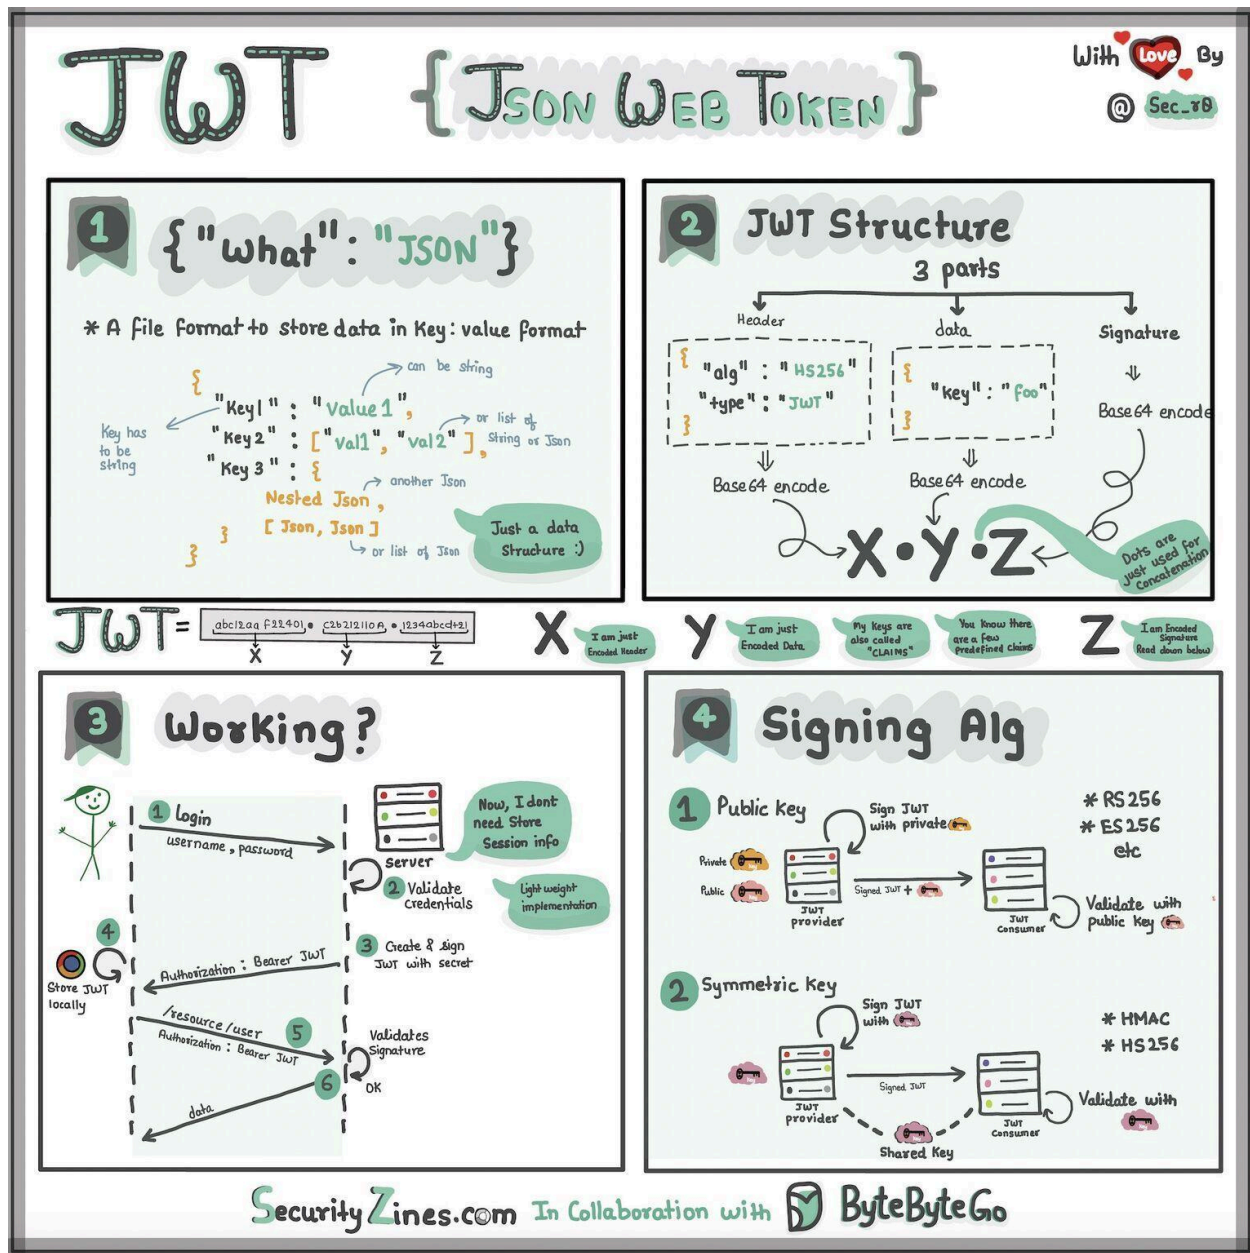 JWT
{JSON WEB TOKEN}
With Love By
@ Sec_r0
1
{"What": "JSON"}
* A file format to store data in Key: value format
{
can be string
"Key1" : "Value1",
Key has
to be
string
"Key2" : ["val1", "val2"],
or list of
String or Json
"Key 3" : {
another Json
Nested Json,
[ Json, Json ]
or list of Json
}
}
Just a data
Structure :)
2
JWT Structure
3 parts
Header
{
"alg" : "HS256"
"type" : "JWT"
}
Base64 encode
data
{
"key" : "foo"
}
Base64 encode
Signature
Base64 encode
X.Y.Z
Dots are
just used for
concatenation
JWT =
abc12aa f22401 . c2b212110A . 1234abcd+21
X Y Z
X
I am just
Encoded Header
Y
I am just
Encoded Data
My Keys are
also called
"CLAIMS"
You know there
are a few
Predefined claims
Z
I am Encoded
Signature
Read down below
3
Working?
1 login
username, password
server
Now, I dont
need Store
Session info
2 Validate
credentials
Light weight
implementation
3 Create & sign
JWT with secret
Authorization : Bearer JWT
4
Store JWT
locally
/resource/user
5
Authorization : Bearer JWT
Validates
Signature
OK
6
data
4
Signing Alg
1 Public key
Sign JWT
with private
* RS256
* ES256
etc
Private
Public
JWT
provider
Signed JWT +
JWT
Consumer
Validate with
public key
2 Symmetric key
Sign JWT
with
* HMAC
* HS256
JWT
provider
Signed JWT
JWT
Consumer
Validate with
Shared Key
SecurityZines.com In Collaboration with ByteByteGo